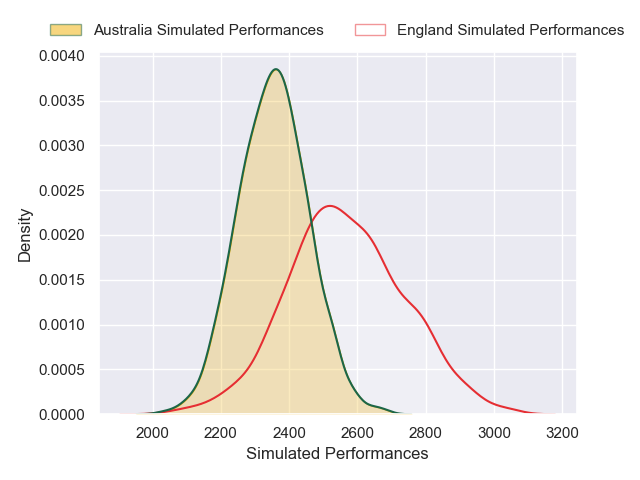 Australia Simulated Performances
England Simulated Performances
0.0040
0.0035
0.0030
0.0025
0.0020
0.0015
0.0010
0.0005
0.0000
Density
2000 2200 2400 2600 2800 3000 3200
Simulated Performances